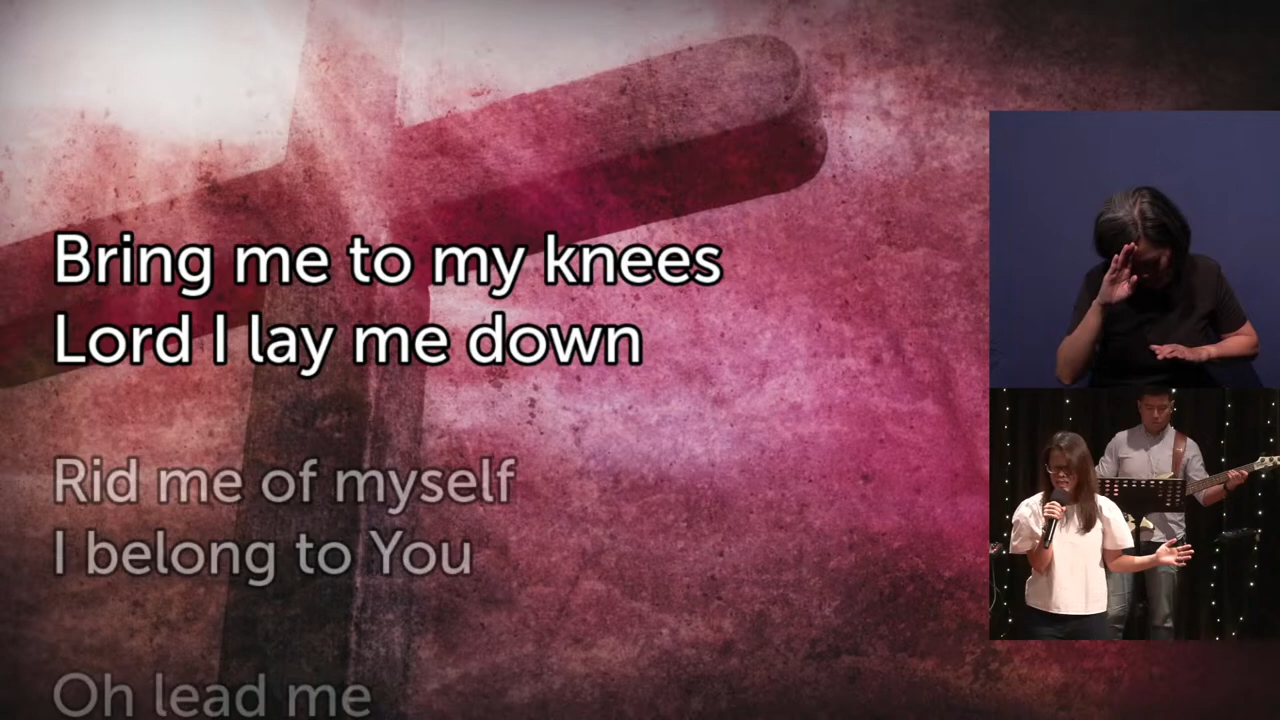 Bring me to my knees
Lord I lay me down
Rid me of myself
I belong to You
Oh lead me